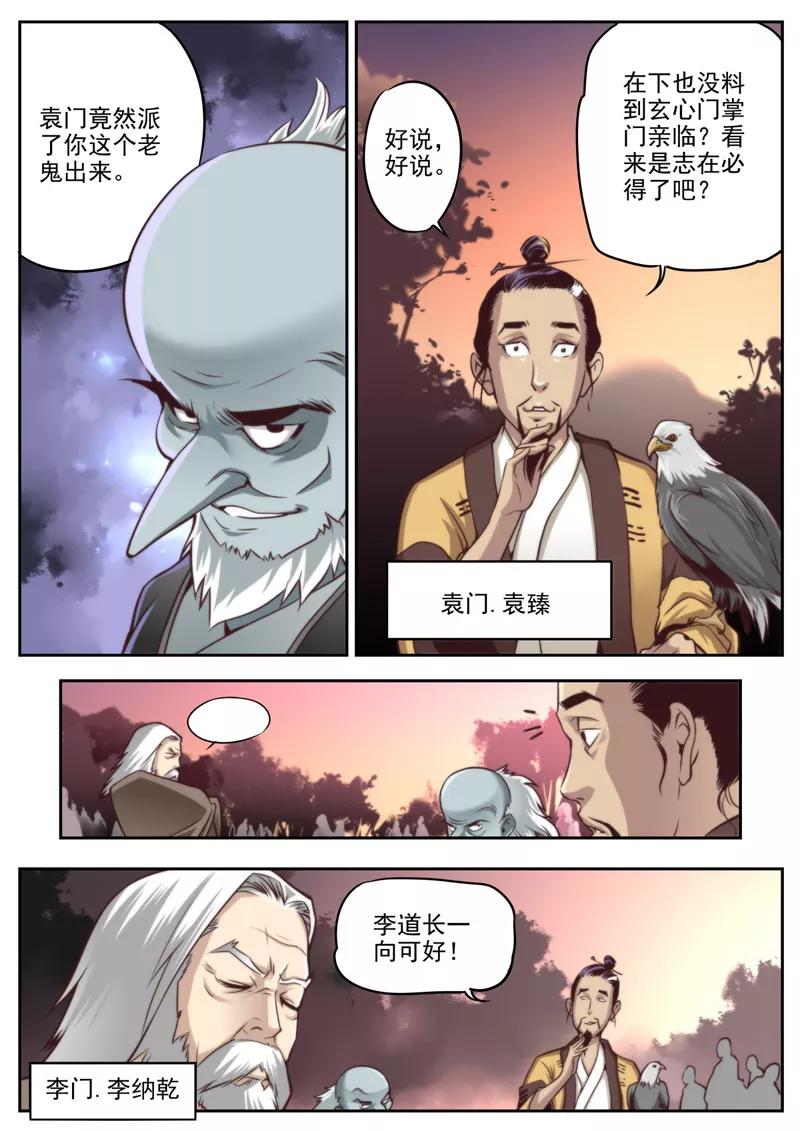 袁门竟然派
了你这个老
鬼出来。
好说，
好说。
在下也没料
到玄心门掌
门亲临？看
来是志在必
得了吧？
袁门.袁臻
李道长一
向可好！
李门.李纳乾